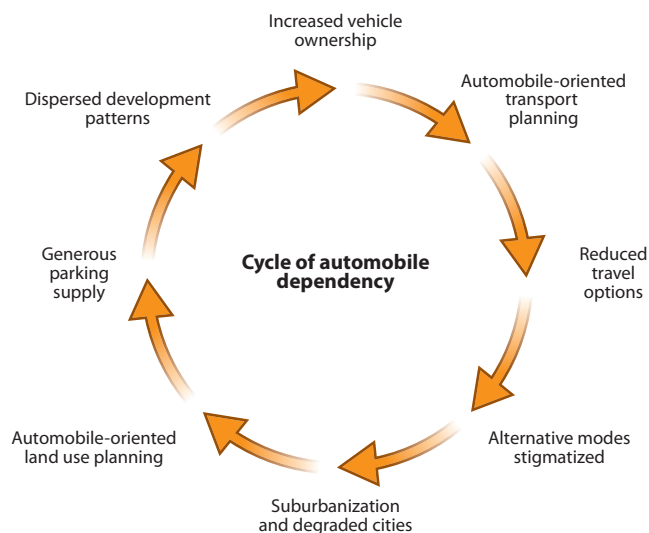 Increased vehicle
ownership
Automobile-oriented
transport
planning
Dispersed development
patterns
Cycle of automobile
dependency
Generous
parking
supply
Reduced
travel
options
Automobile-oriented
land use planning
Alternative modes
stigmatized
Suburbanization
and degraded cities